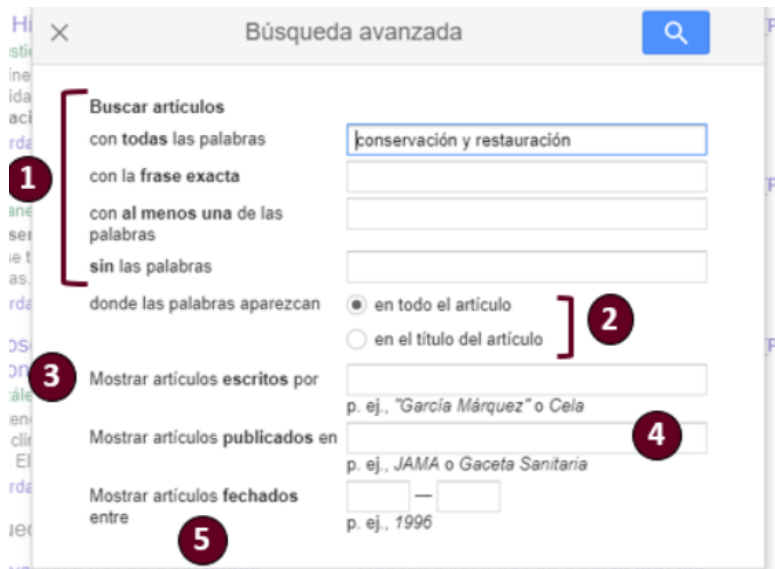 Búsqueda avanzada
Buscar artículos
con todas las palabras
conservación y restauración
1
con la frase exacta
con al menos una de las
palabras
sin las palabras
donde las palabras aparezcan
en todo el artículo
2
en el título del artículo
3
Mostrar artículos escritos por
p. ej., "García Márquez" o Cela
Mostrar artículos publicados en
4
p. ej., JAMA o Gaceta Sanitaria
Mostrar artículos fechados
entre
—
p. ej., 1996
5